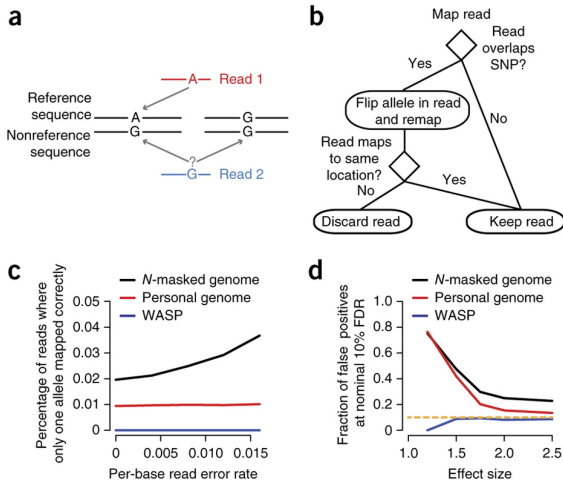 a
A Read 1
Reference
sequence
A G
G G
Nonreference
sequence
?
G Read 2
b
Map read
Read
overlaps
SNP?
Yes
Flip allele in read
and remap
No
Read maps
to same
location?
Yes
No
Discard read
Keep read
c
N-masked genome
Personal genome
WASP
Percentage of reads where
only one allele mapped correctly
0.05
0.04
0.03
0.02
0.01
0
0 0.005 0.010 0.015
Per-base read error rate
d
N-masked genome
Personal genome
WASP
Fraction of false positives
at nominal 10% FDR
1.0
0.8
0.6
0.4
0.2
0
1.0 1.5 2.0 2.5
Effect size